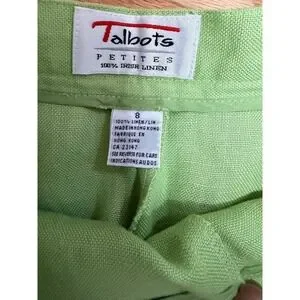 Talbots
PETITES
100% IRISH LINEN
8
100% LINEN/LIN
MADE IN HONG KONG
FABRIQUE EN
HONG KONG
CA 23147
SEE REVERSE FOR CARE
INDICATIONS AU DOS